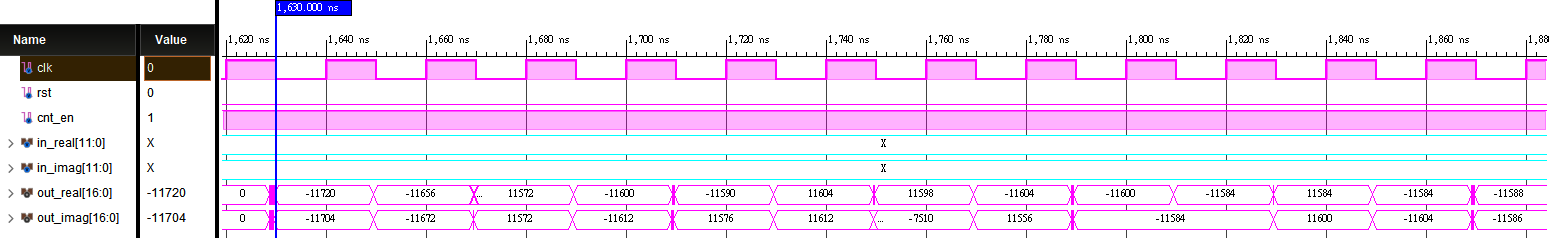 1,630.000 ns
Name Value 1,620 ns 1,640 ns 1,660 ns 1,680 ns 1,700 ns 1,720 ns 1,740 ns 1,760 ns 1,780 ns 1,800 ns 1,820 ns 1,840 ns 1,860 ns 1,88
clk 0
rst 0
cnt_en 1
in_real[11:0] X X
in_imag[11:0] X X
out_real[16:0] -11720 0 -11720 -11656 ... 11572 -11600 -11590 11604 11598 -11604 -11600 -11584 11584 -11584 -11588
out_imag[16:0] -11704 0 -11704 -11672 11572 -11612 11576 11612 ... -7510 11556 -11584 11600 -11604 -11586